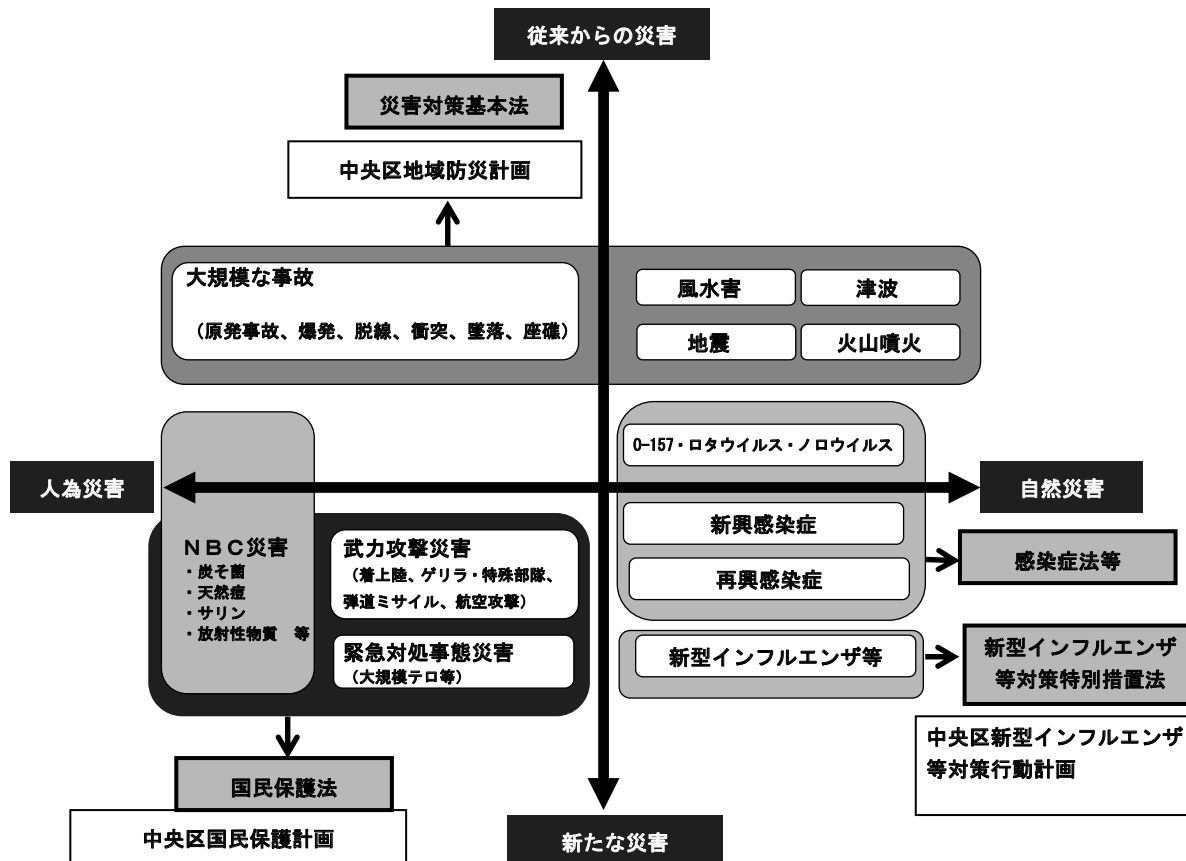 従来からの災害
災害対策基本法
中央区地域防災計画
大規模な事故
(原発事故、爆発、脱線、衝突、墜落、座礁)
風水害
津波
地震
火山噴火
人為災害
自然災害
O-157・ロタウイルス・ノロウイルス
新興感染症
再興感染症
感染症法等
NBC災害
・炭そ菌
・天然痘
・サリン
・放射性物質 等
武力攻撃災害
(着上陸、ゲリラ・特殊部隊、
弾道ミサイル、航空攻撃)
緊急対処事態災害
(大規模テロ等)
新型インフルエンザ等
新型インフルエンザ
等対策特別措置法
中央区新型インフルエンザ
等対策行動計画
国民保護法
中央区国民保護計画
新たな災害